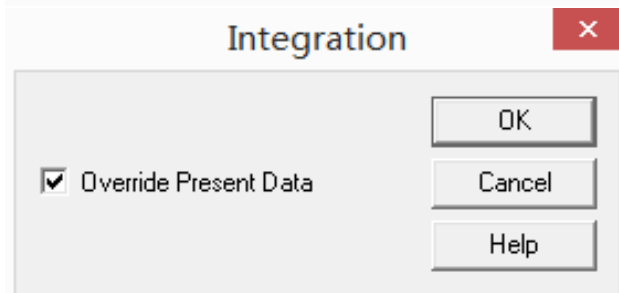 Integration
OK
Override Present Data
Cancel
Help